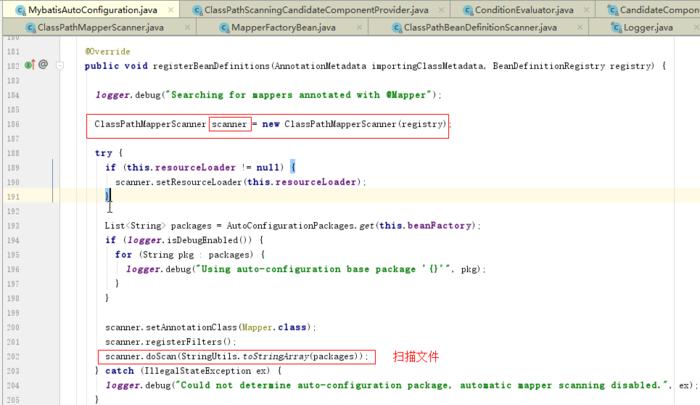 MybatisAutoConfiguration.java ClassPathScanningCandidateComponentProvider.java ConditionEvaluator.java CandidateCompon
ClassPathMapperScanner.java MapperFactoryBean.java ClassPathBeanDefinitionScanner.java Logger.java
181 @Override
182 @ public void registerBeanDefinitions(AnnotationMetadata importingClassMetadata, BeanDefinitionRegistry registry) {
183
184 logger.debug("Searching for mappers annotated with @Mapper");
185
186 ClassPathMapperScanner scanner = new ClassPathMapperScanner(registry);
187
188 try {
189 if (this.resourceLoader != null) {
190 scanner.setResourceLoader(this.resourceLoader);
191 }
192
193 List<String> packages = AutoConfigurationPackages.get(this.beanFactory);
194 if (logger.isDebugEnabled()) {
195 for (String pkg : packages) {
196 logger.debug("Using auto-configuration base package '{}'", pkg);
197 }
198 }
199
200 scanner.setAnnotationClass(Mapper.class);
201 scanner.registerFilters();
202 scanner.doScan(StringUtils.toStringArray(packages)); 扫描文件
203 } catch (IllegalStateException ex) {
204 logger.debug("Could not determine auto-configuration package, automatic mapper scanning disabled.", ex);
205 }